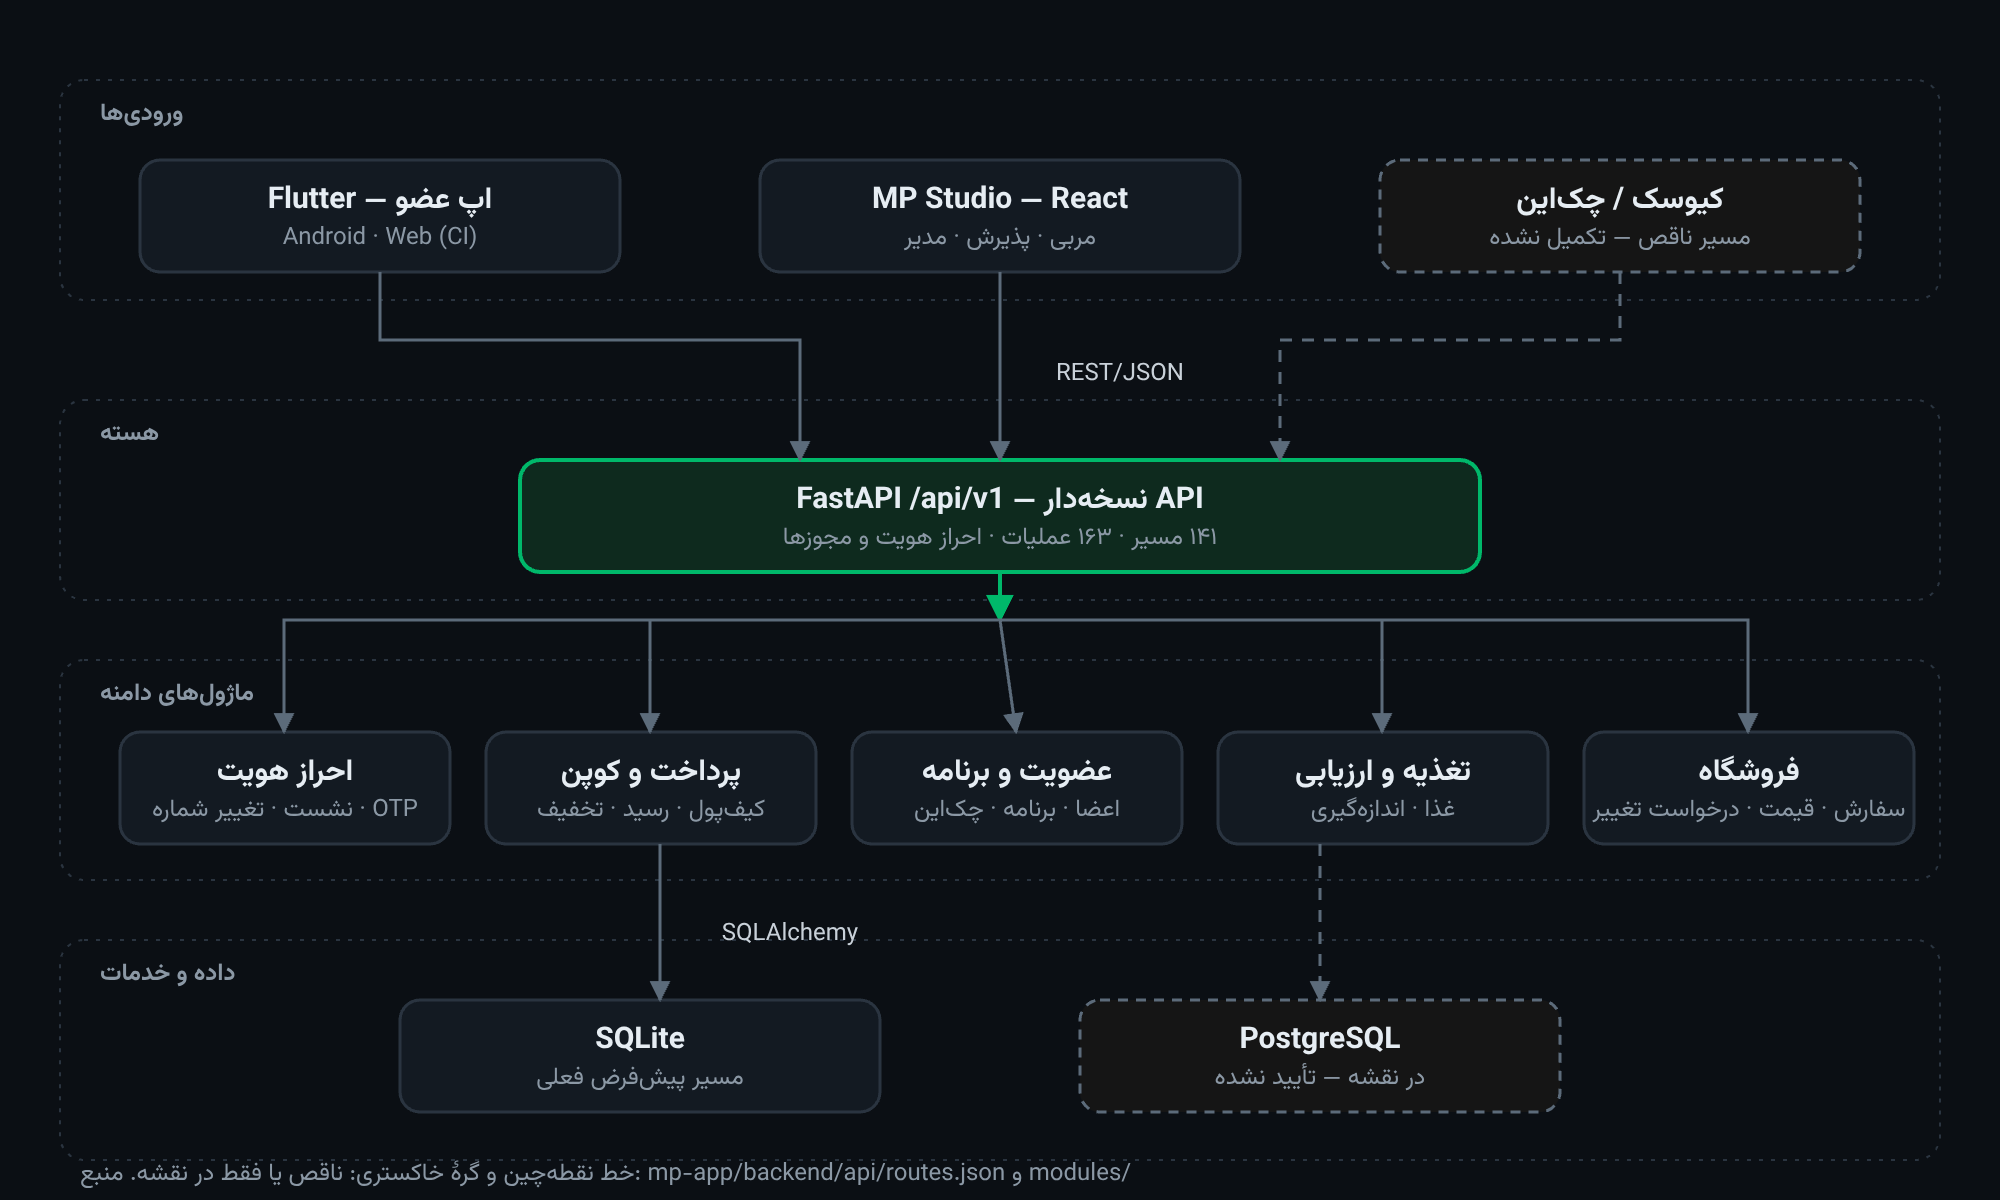 ورودی‌ها
Flutter — اپ عضو
Android · Web (CI)
MP Studio — React
مربی · پذیرش · مدیر
کیوسک / چک‌این
مسیر ناقص — تکمیل نشده
REST/JSON
هسته
FastAPI /api/v1 — نسخه‌دار API
۱۴۱ مسیر · ۱۶۳ عملیات · احراز هویت و مجوزها
ماژول‌های دامنه
احراز هویت
OTP · نشست · تغییر شماره
پرداخت و کوپن
کیف‌پول · رسید · تخفیف
عضویت و برنامه
اعضا · برنامه · چک‌این
تغذیه و ارزیابی
غذا · اندازه‌گیری
فروشگاه
سفارش · قیمت · درخواست تغییر
SQLAlchemy
داده و خدمات
SQLite
مسیر پیش‌فرض فعلی
PostgreSQL
در نقشه — تأیید نشده
خط نقطه‌چین و گرهٔ خاکستری: ناقص یا فقط در نقشه. منبع: mp-app/backend/api/routes.json و modules/